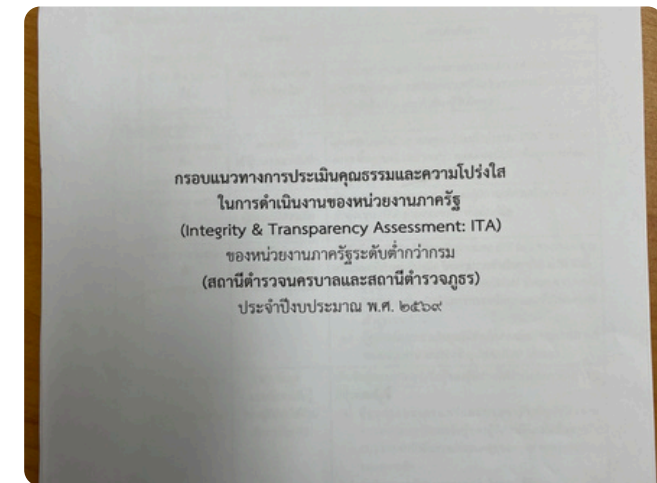 กรอบแนวทางการประเมินคุณธรรมและความโปร่งใส
ในการดำเนินงานของหน่วยงานภาครัฐ
(Integrity & Transparency Assessment: ITA)
ของหน่วยงานภาครัฐระดับต่ำกว่ากรม
(สถานีตำรวจนครบาลและสถานีตำรวจภูธร)
ประจำปีงบประมาณ พ.ศ. ๒๕๖๙